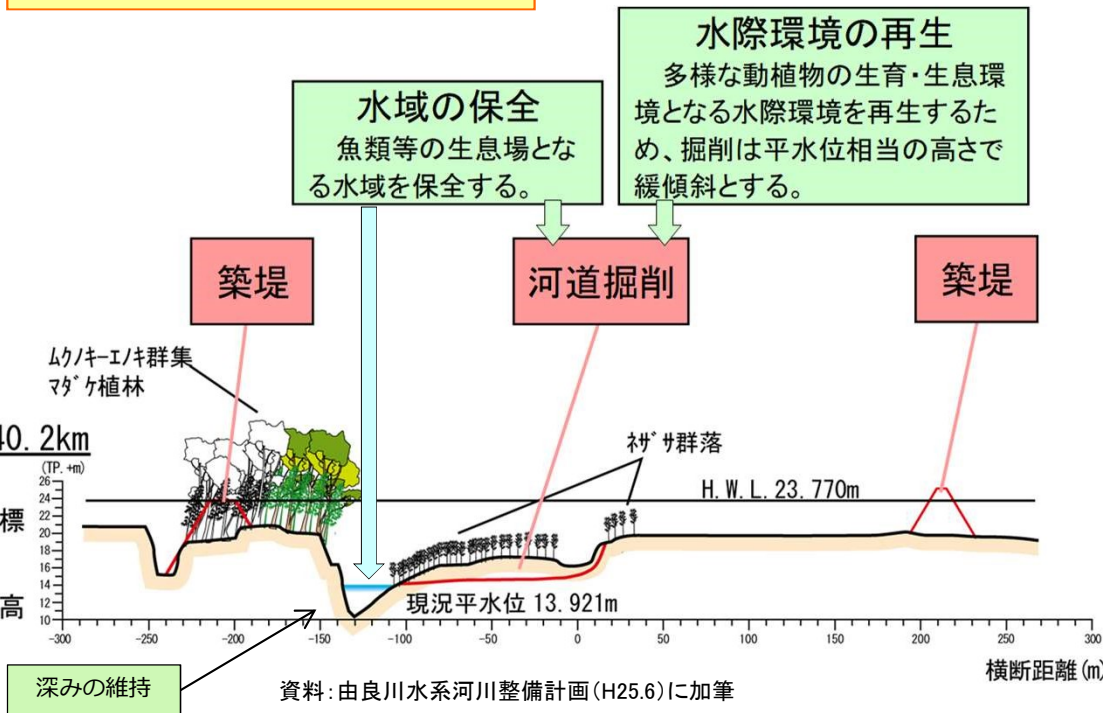 水際環境の再生
多様な動植物の生育・生息環
境となる水際環境を再生するた
め、掘削は平水位相当の高さで
緩傾斜とする。
水域の保全
魚類等の生息場とな
る水域を保全する。
築堤
河道掘削
築堤
ムクノキーエノキ群集
マダケ植林
40.2km
(TP.+m)
ネザサ群落
H.W.L.23.770m
標
高
26
24
22
20
18
16
14
12
10
現況平水位 13.921m
-300 -250 -200 -150 -100 -50 0 50 100 150 200 250 300
横断距離(m)
深みの維持
資料:由良川水系河川整備計画(H25.6)に加筆